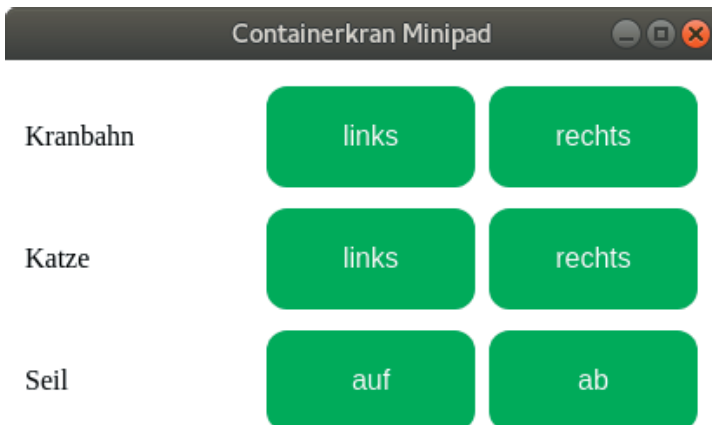 Containerkran Minipad
Kranbahn links rechts
Katze links rechts
Seil auf ab